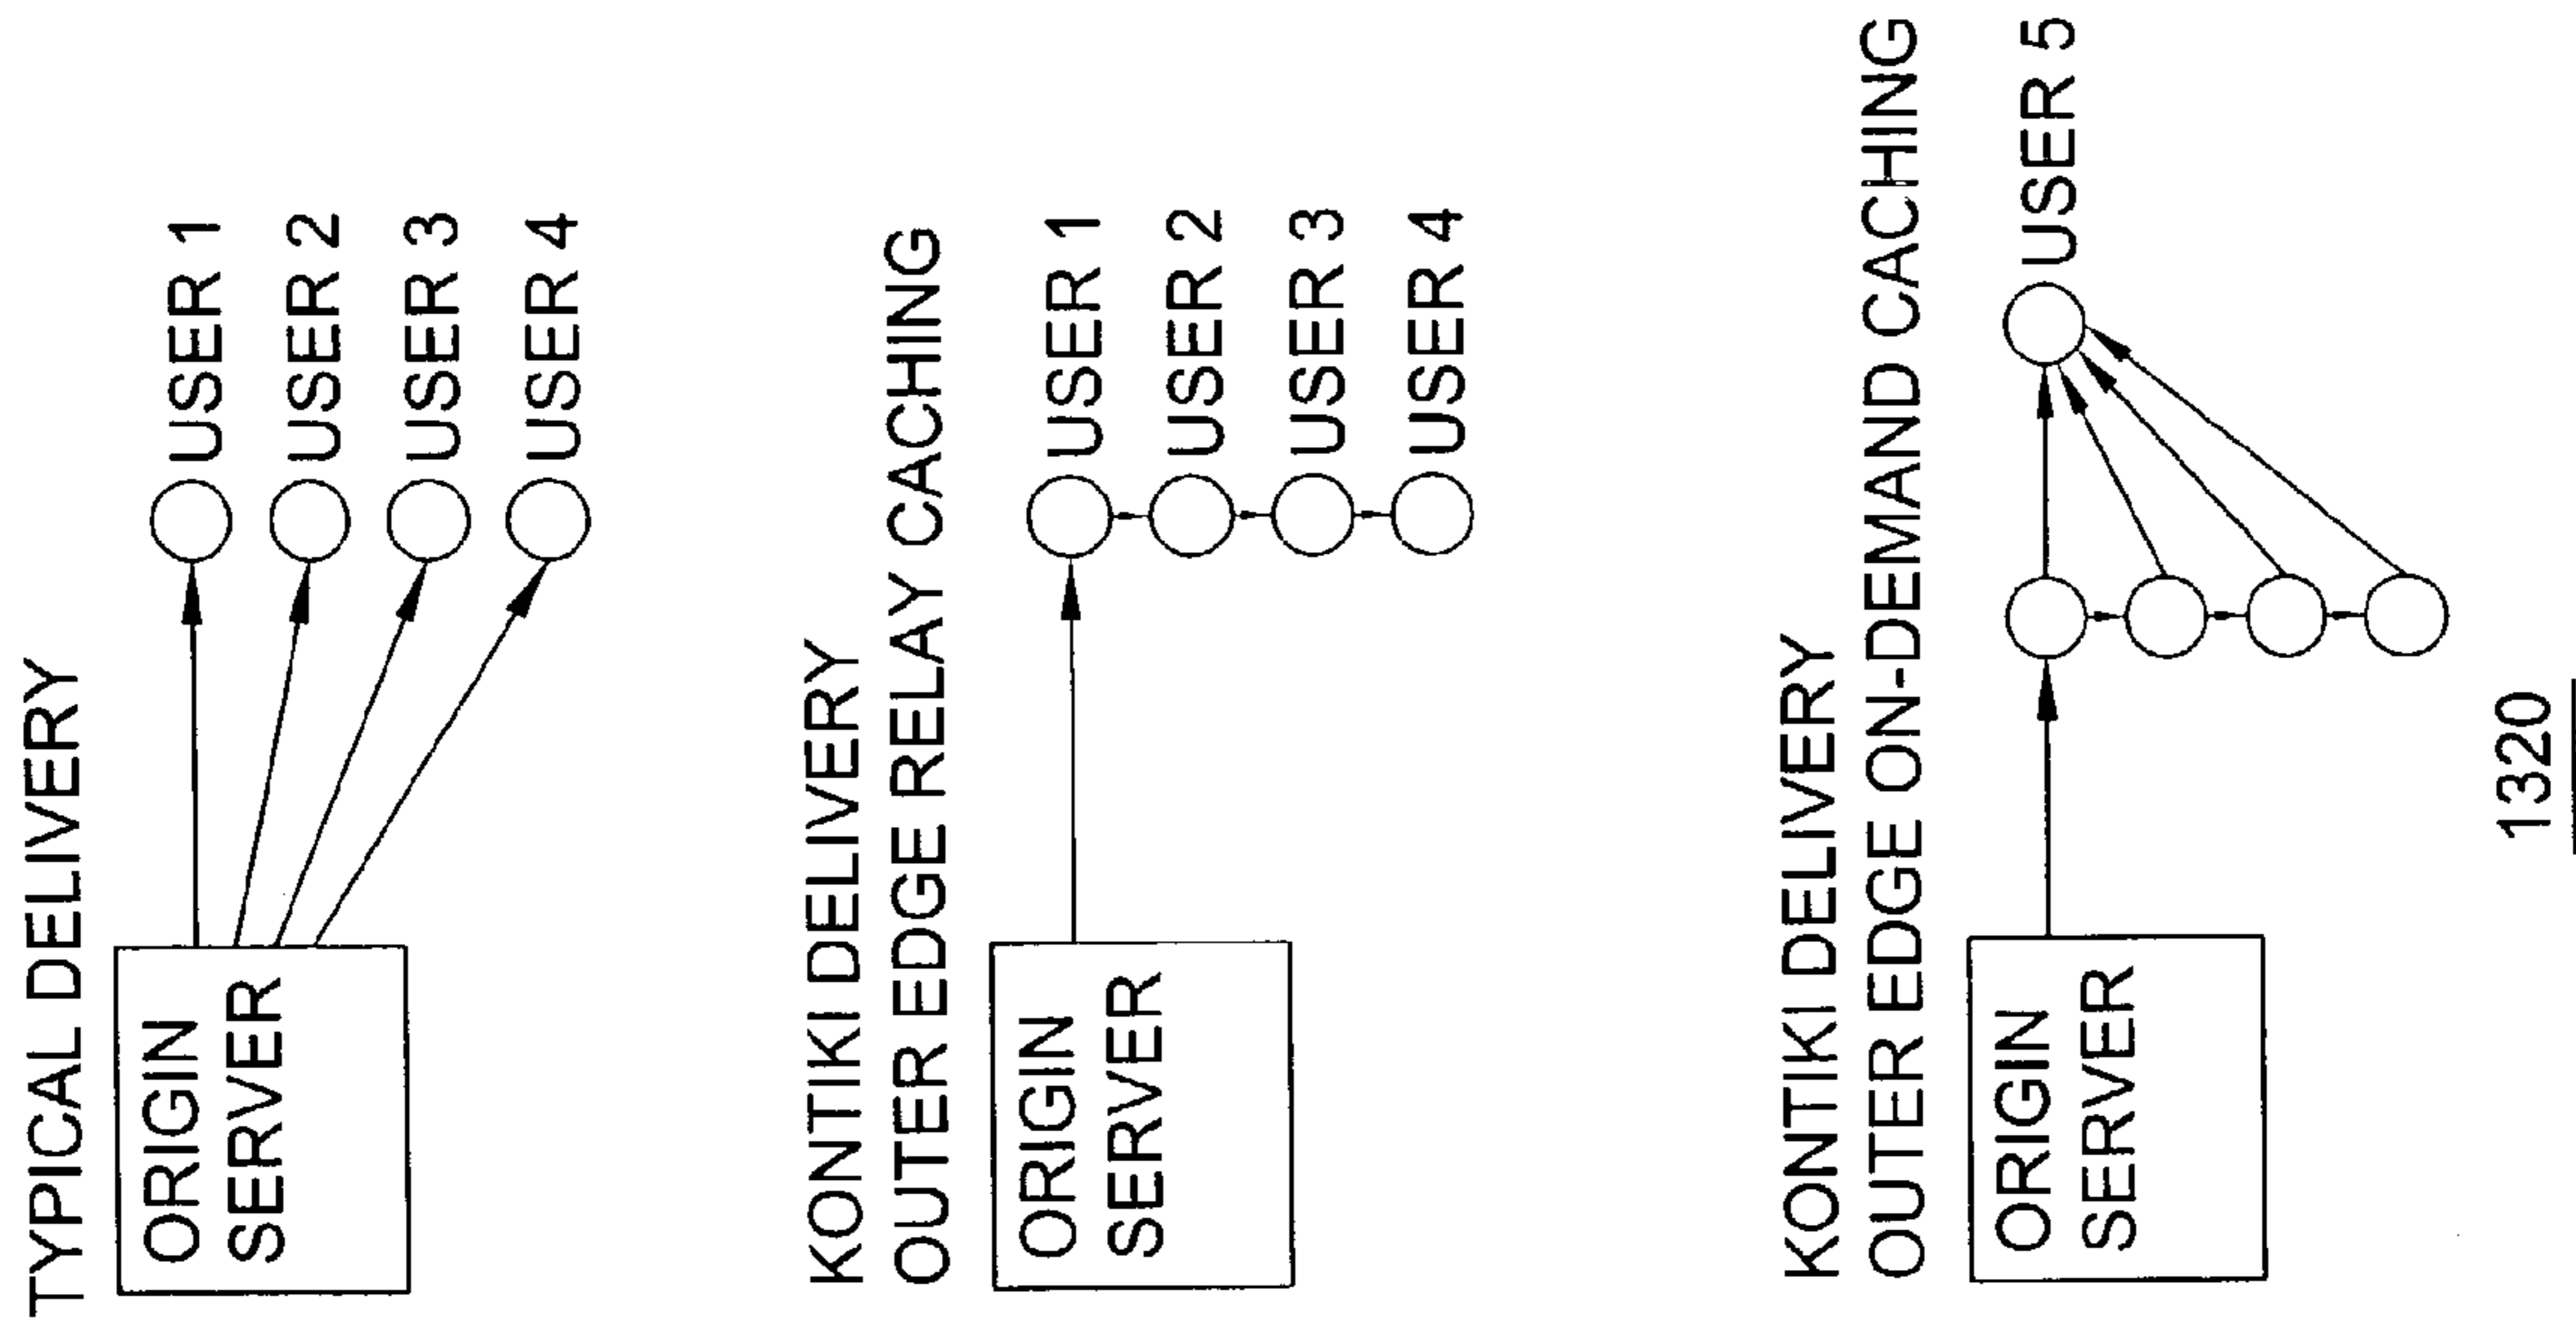 TYPICAL DELIVERY
ORIGIN
SERVER
USER 1
USER 2
USER 3
USER 4
KONTIKI DELIVERY
OUTER EDGE RELAY CACHING
ORIGIN
SERVER
USER 1
USER 2
USER 3
USER 4
KONTIKI DELIVERY
OUTER EDGE ON-DEMAND CACHING
ORIGIN
SERVER
USER 5
1320